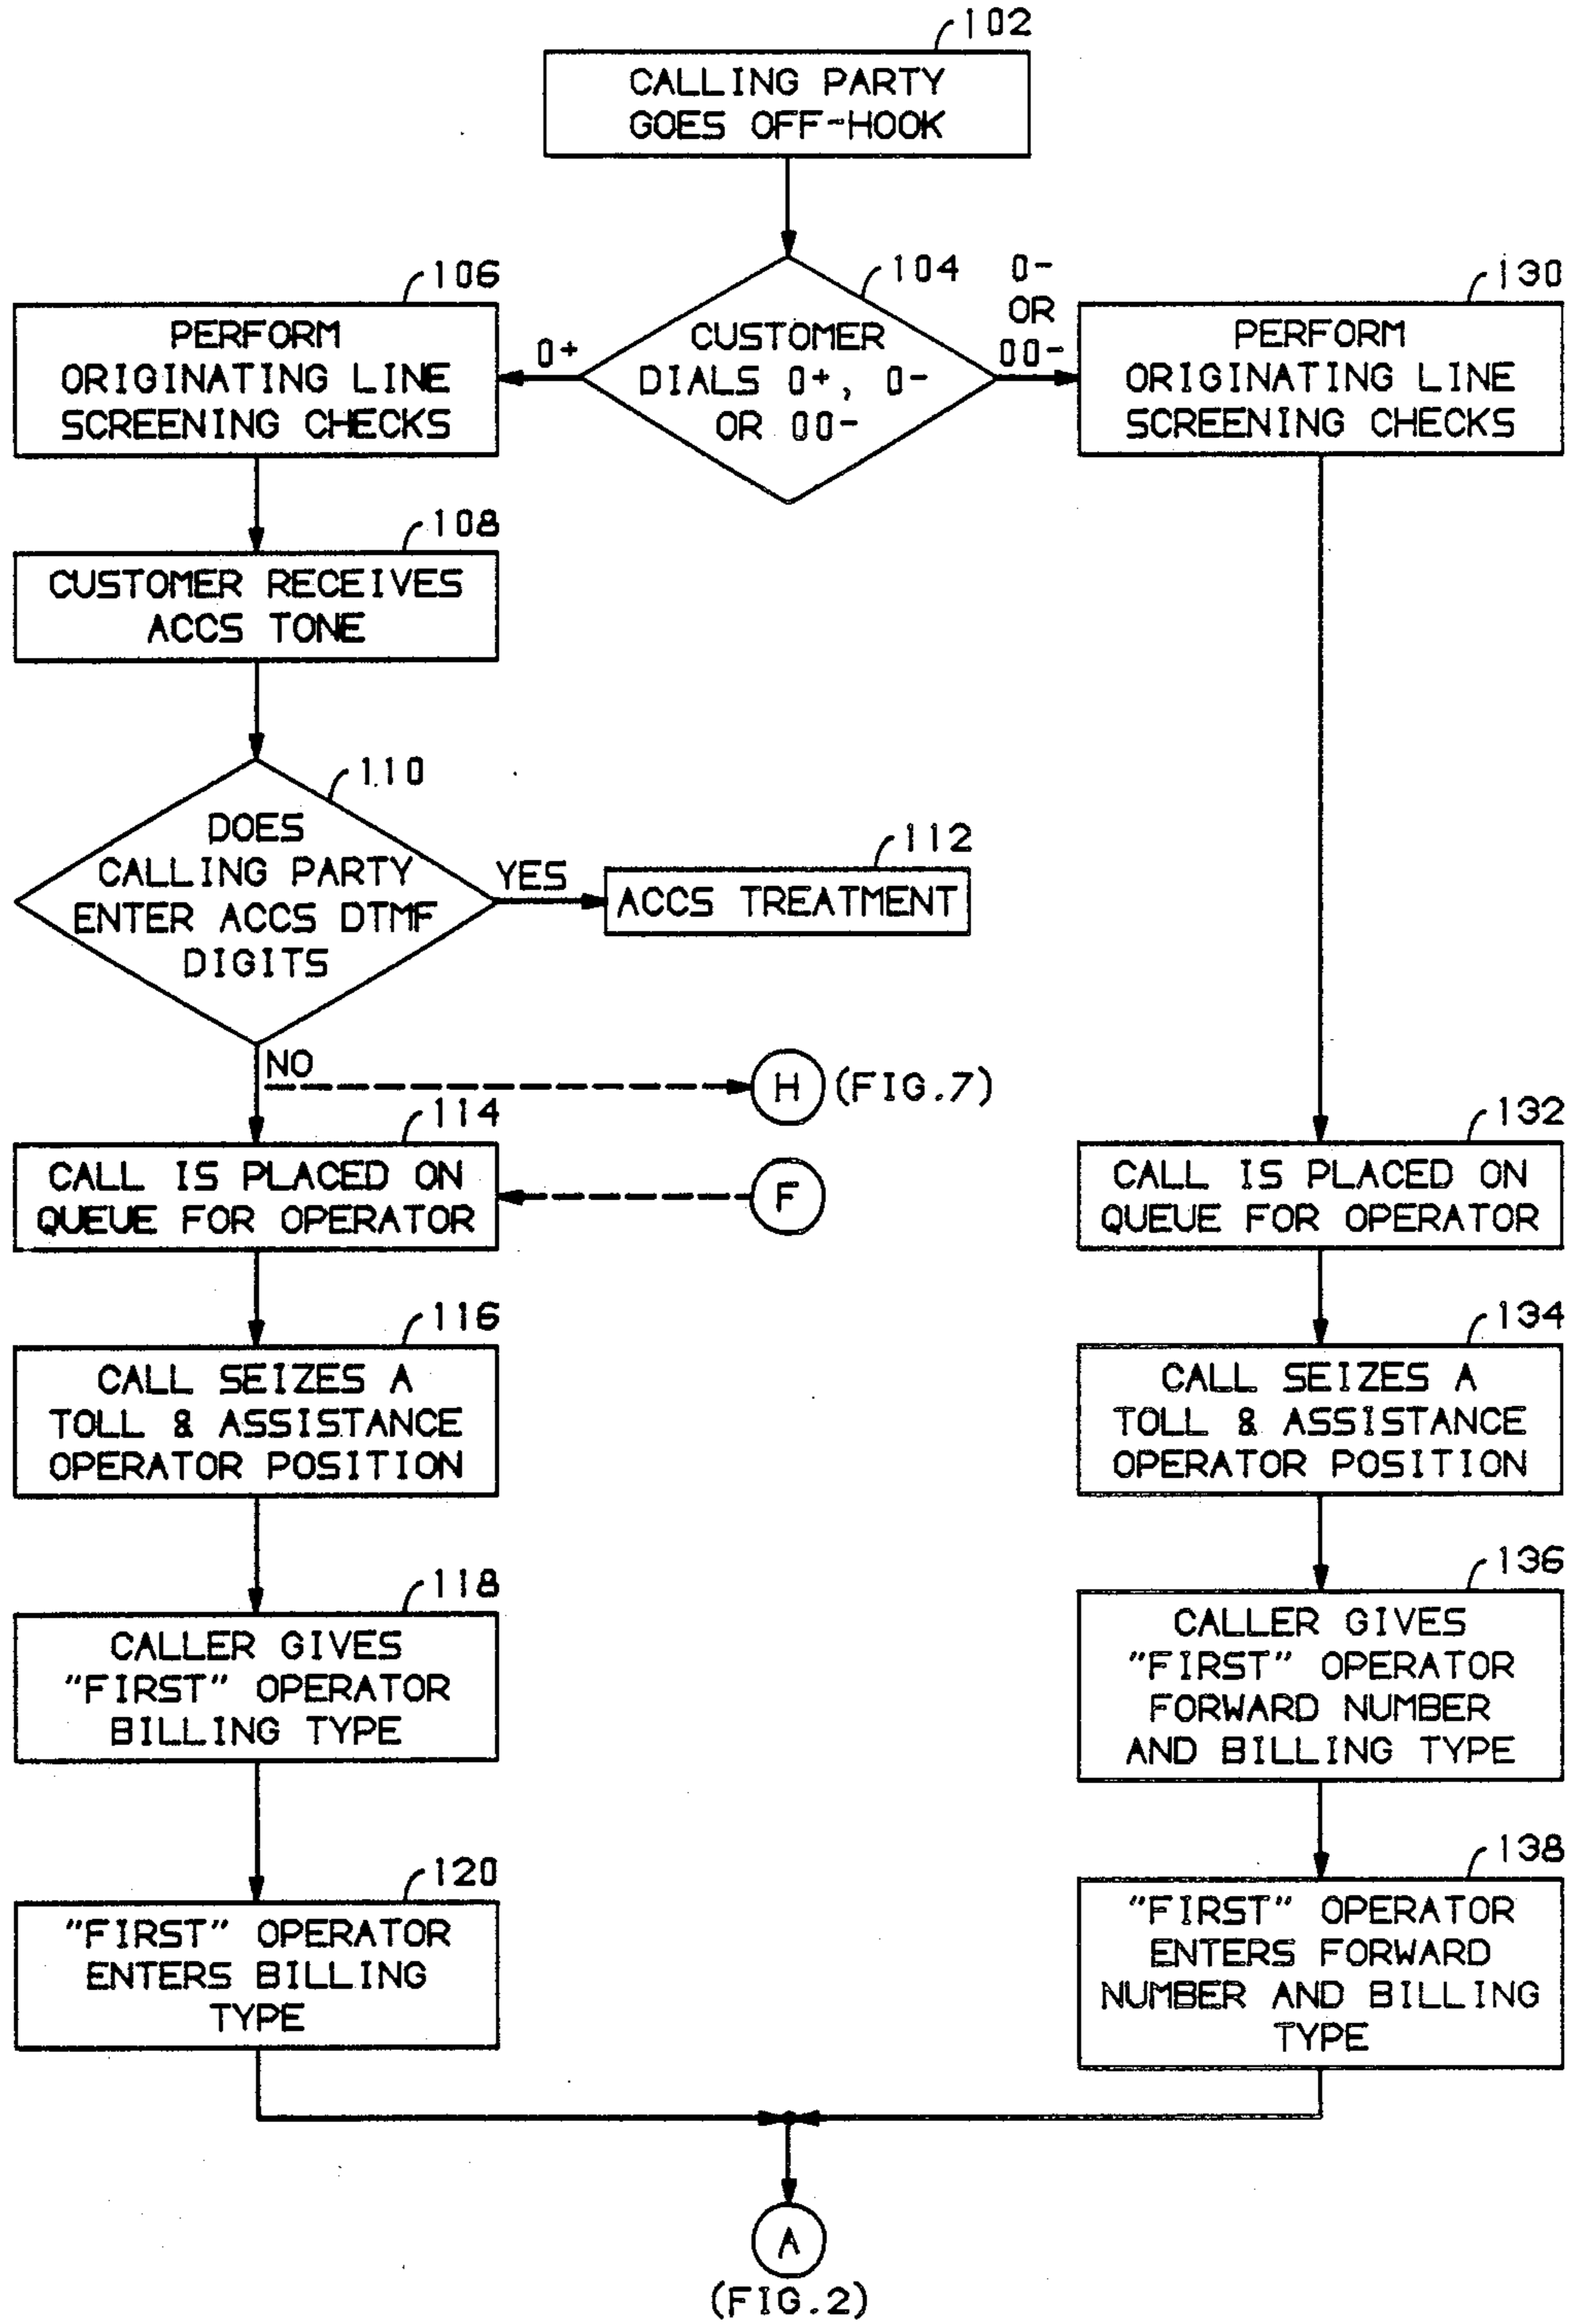 102
CALLING PARTY
GOES OFF-HOOK
104
CUSTOMER
DIALS 0+, 0-
OR 00-
0+
0-
OR
00-
106
PERFORM
ORIGINATING LINE
SCREENING CHECKS
108
CUSTOMER RECEIVES
ACCS TONE
110
DOES
CALLING PARTY
ENTER ACCS DTMF
DIGITS
YES
112
ACCS TREATMENT
NO
H (FIG.7)
114
CALL IS PLACED ON
QUEUE FOR OPERATOR
F
116
CALL SEIZES A
TOLL & ASSISTANCE
OPERATOR POSITION
118
CALLER GIVES
"FIRST" OPERATOR
BILLING TYPE
120
"FIRST" OPERATOR
ENTERS BILLING
TYPE
130
PERFORM
ORIGINATING LINE
SCREENING CHECKS
132
CALL IS PLACED ON
QUEUE FOR OPERATOR
134
CALL SEIZES A
TOLL & ASSISTANCE
OPERATOR POSITION
136
CALLER GIVES
"FIRST" OPERATOR
FORWARD NUMBER
AND BILLING TYPE
138
"FIRST" OPERATOR
ENTERS FORWARD
NUMBER AND BILLING
TYPE
A
(FIG.2)